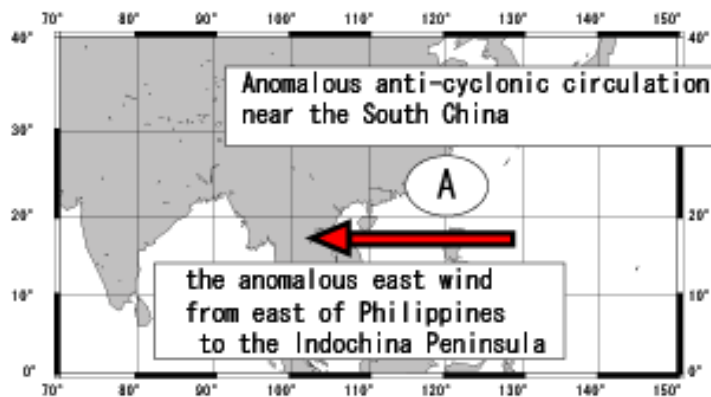 70° 80° 90° 100° 110° 120° 130° 140° 150°
40° 40°
Anomalous anti-cyclonic circulation
near the South China
30° 30°
A
20° 20°
the anomalous east wind
from east of Philippines
to the Indochina Peninsula
10° 10°
0° 0°
70° 80° 90° 100° 110° 120° 130° 140° 150°